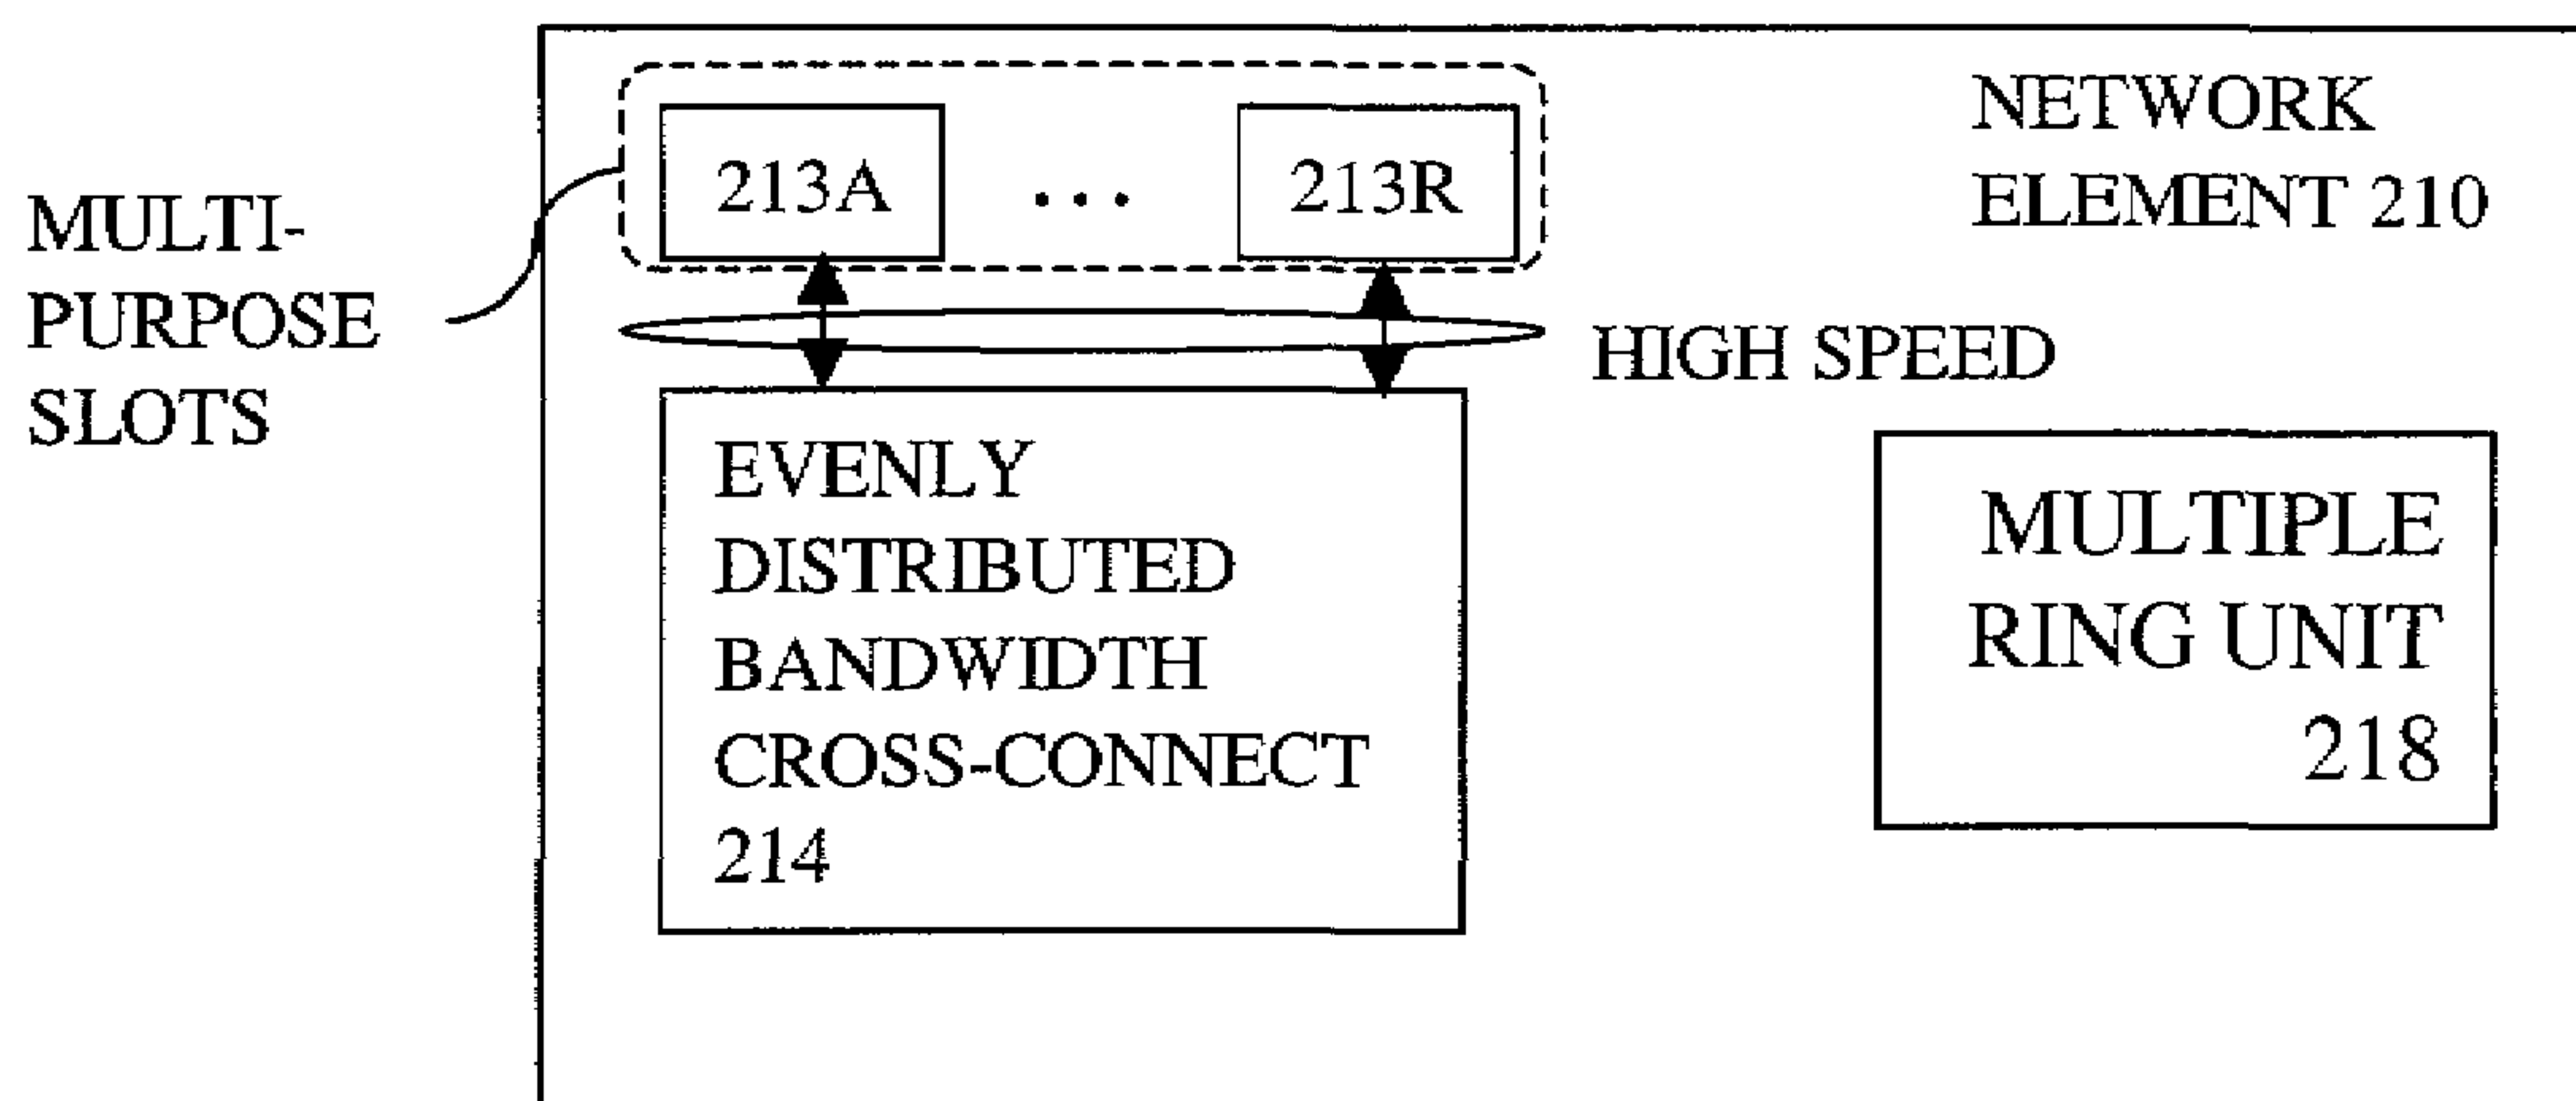 MULTI-
PURPOSE
SLOTS
213A
...
213R
NETWORK
ELEMENT 210
HIGH SPEED
EVENLY
DISTRIBUTED
BANDWIDTH
CROSS-CONNECT
214
MULTIPLE
RING UNIT
218